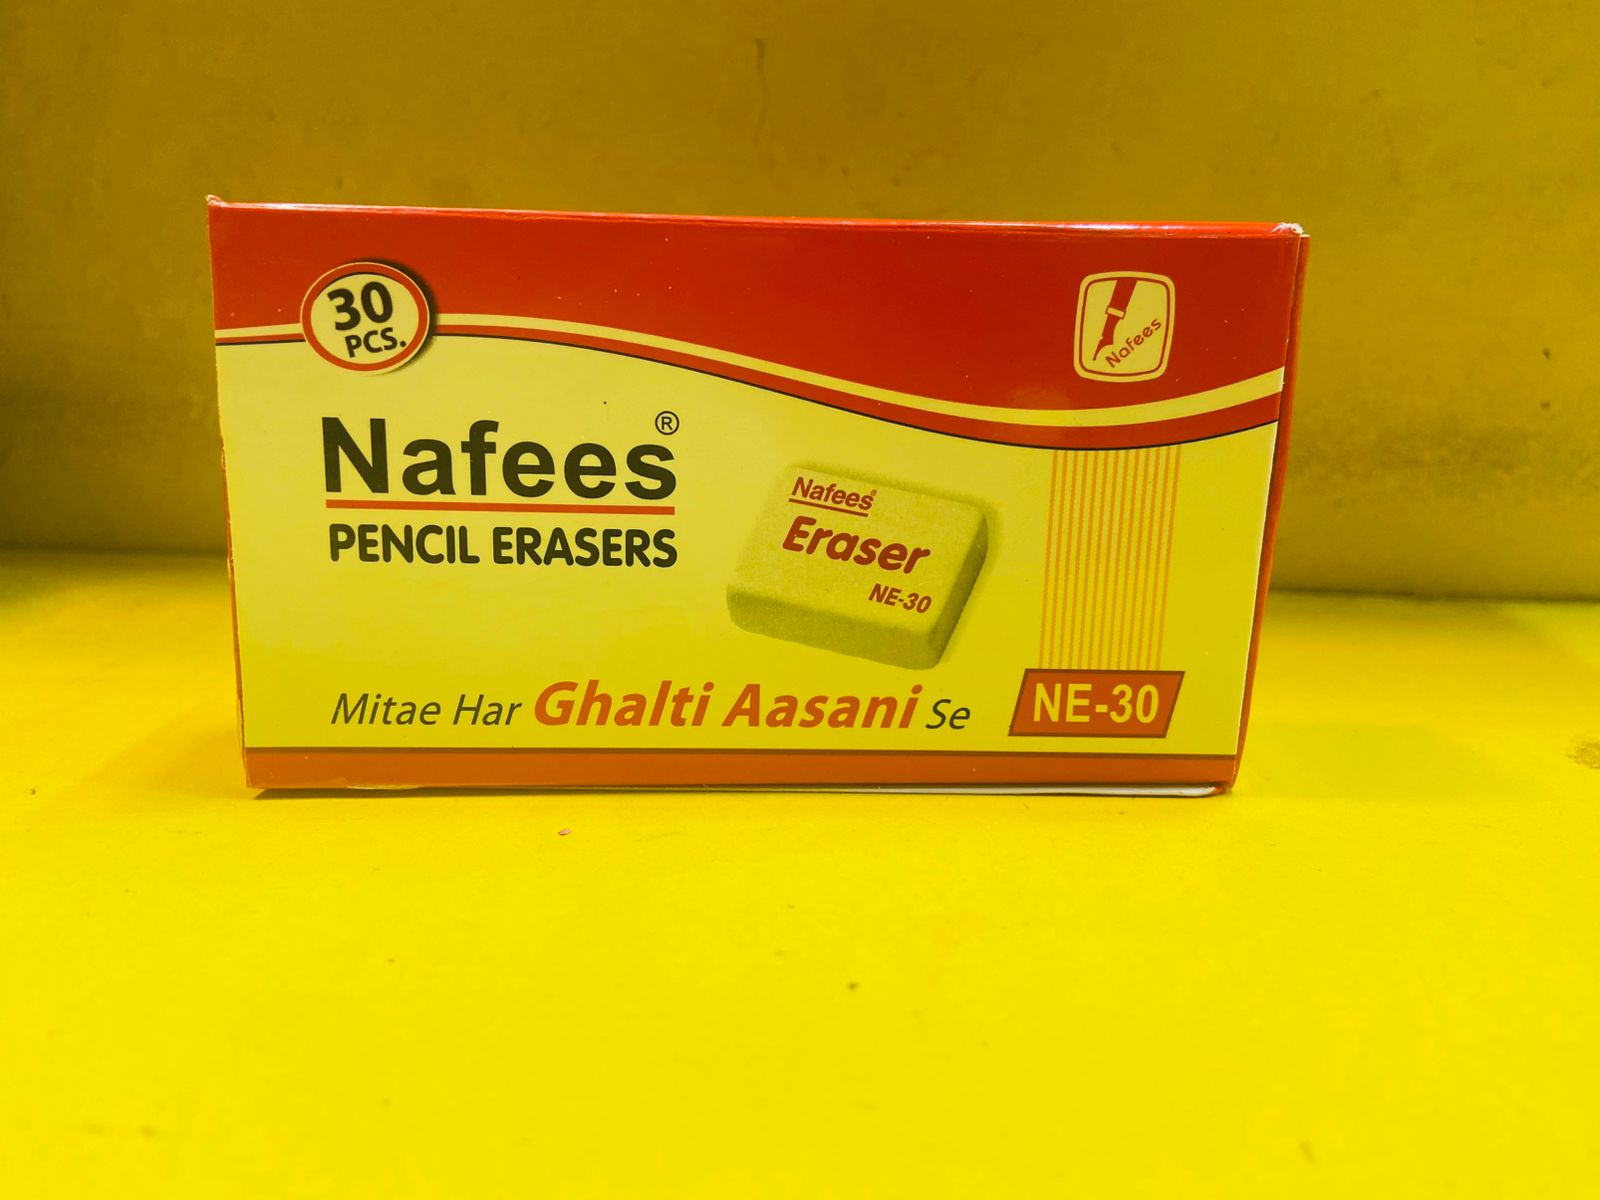 30
PCS.
Nafees
Nafees®
PENCIL ERASERS
Nafees®
Eraser
NE-30
Mitae Har Ghalti Aasani Se
NE-30